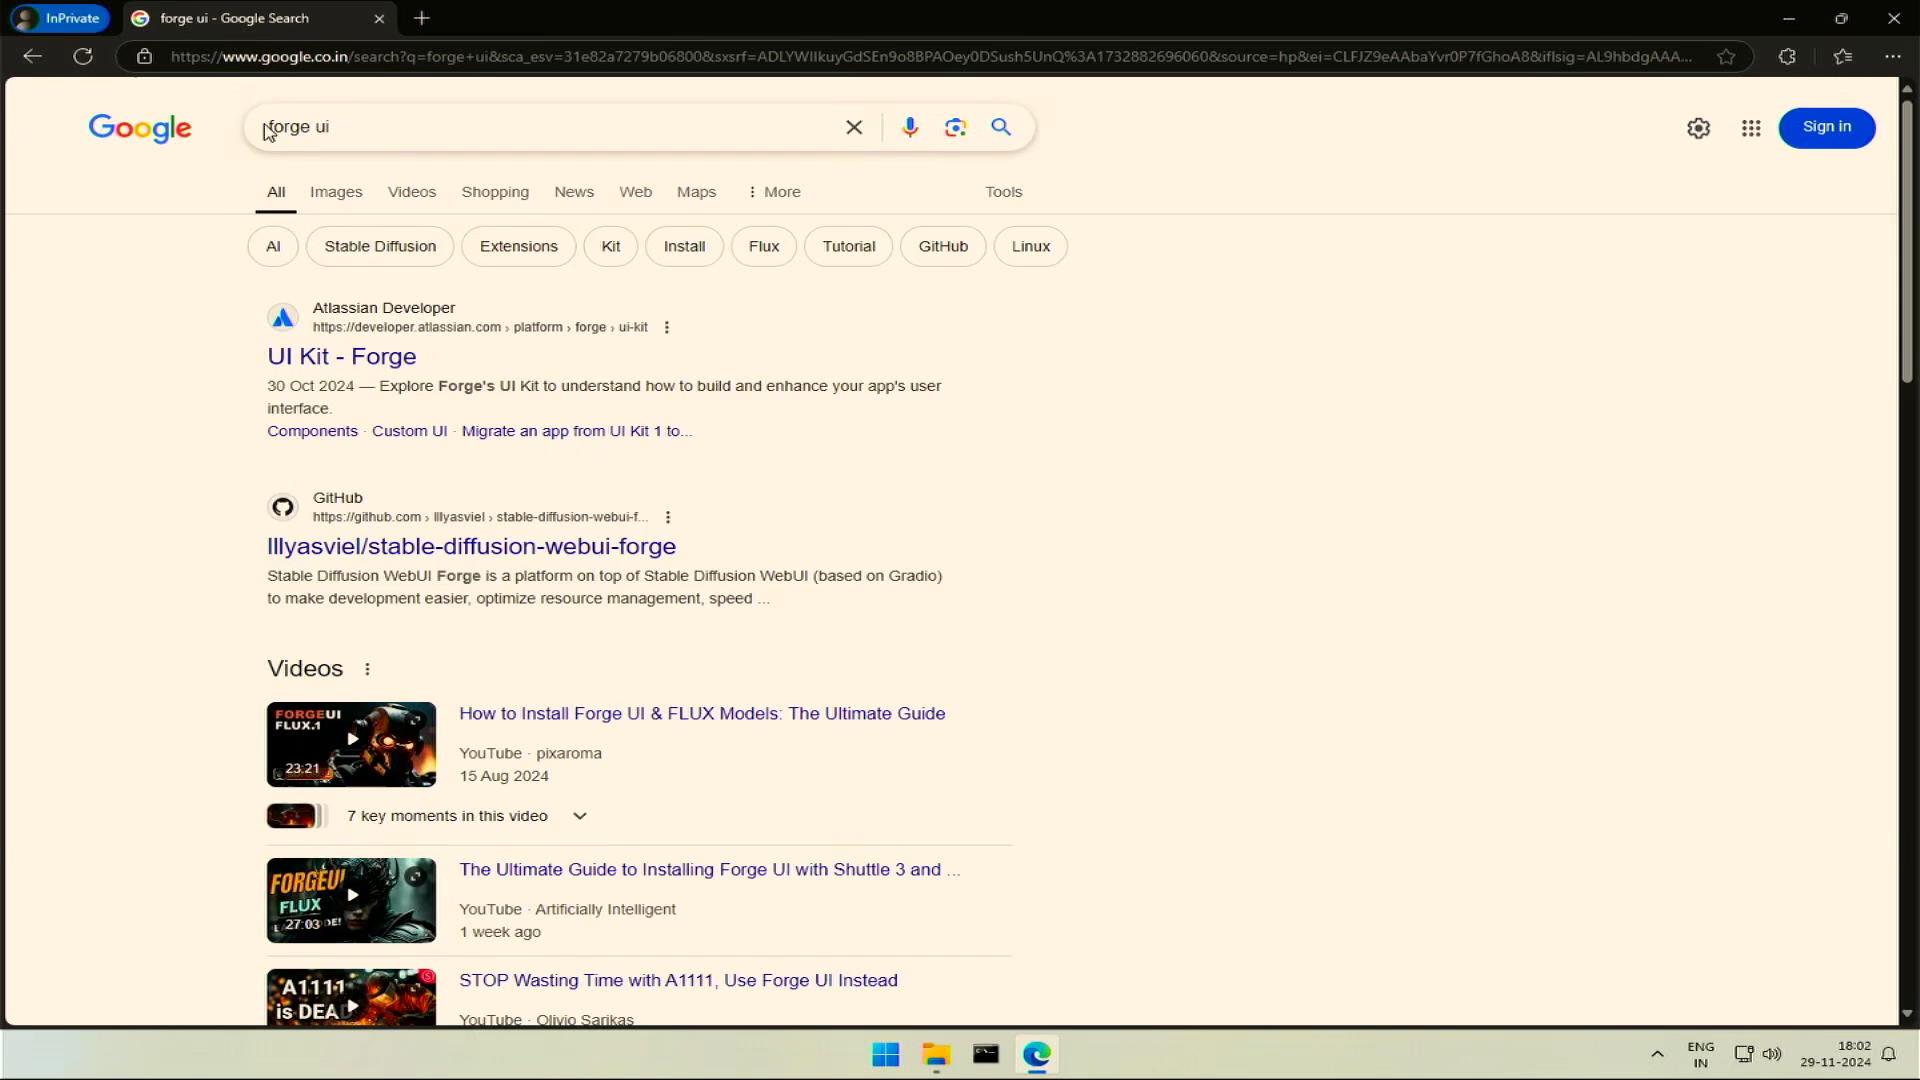 InPrivate
forge ui - Google Search
https://www.google.co.in/search?q=forge+ui&sca_esv=31e82a7279b06800&sxsrf=ADLYWIIkuyGdSEn9o8BPAOey0DSush5UnQ%3A1732882696060&source=hp&ei=CLFJZ9eAAbaYvr0P7fGhoA8&iflsig=AL9hbdgAAA...
Google
forge ui
Sign in
All
Images
Videos
Shopping
News
Web
Maps
More
Tools
AI
Stable Diffusion
Extensions
Kit
Install
Flux
Tutorial
GitHub
Linux
Atlassian Developer
https://developer.atlassian.com › platform › forge › ui-kit
UI Kit - Forge
30 Oct 2024 — Explore Forge's UI Kit to understand how to build and enhance your app's user
interface.
Components · Custom UI · Migrate an app from UI Kit 1 to...
GitHub
https://github.com › lllyasviel › stable-diffusion-webui-f...
lllyasviel/stable-diffusion-webui-forge
Stable Diffusion WebUI Forge is a platform on top of Stable Diffusion WebUI (based on Gradio)
to make development easier, optimize resource management, speed ...
Videos
FORGEUI
FLUX.1
23:21
How to Install Forge UI & FLUX Models: The Ultimate Guide
YouTube · pixaroma
15 Aug 2024
7 key moments in this video
FORGEUI
FLUX
27:03
The Ultimate Guide to Installing Forge UI with Shuttle 3 and ...
YouTube · Artificially Intelligent
1 week ago
A1111
is DEAD
STOP Wasting Time with A1111, Use Forge UI Instead
YouTube · Olivio Sarikas
ENG
IN
18:02
29-11-2024